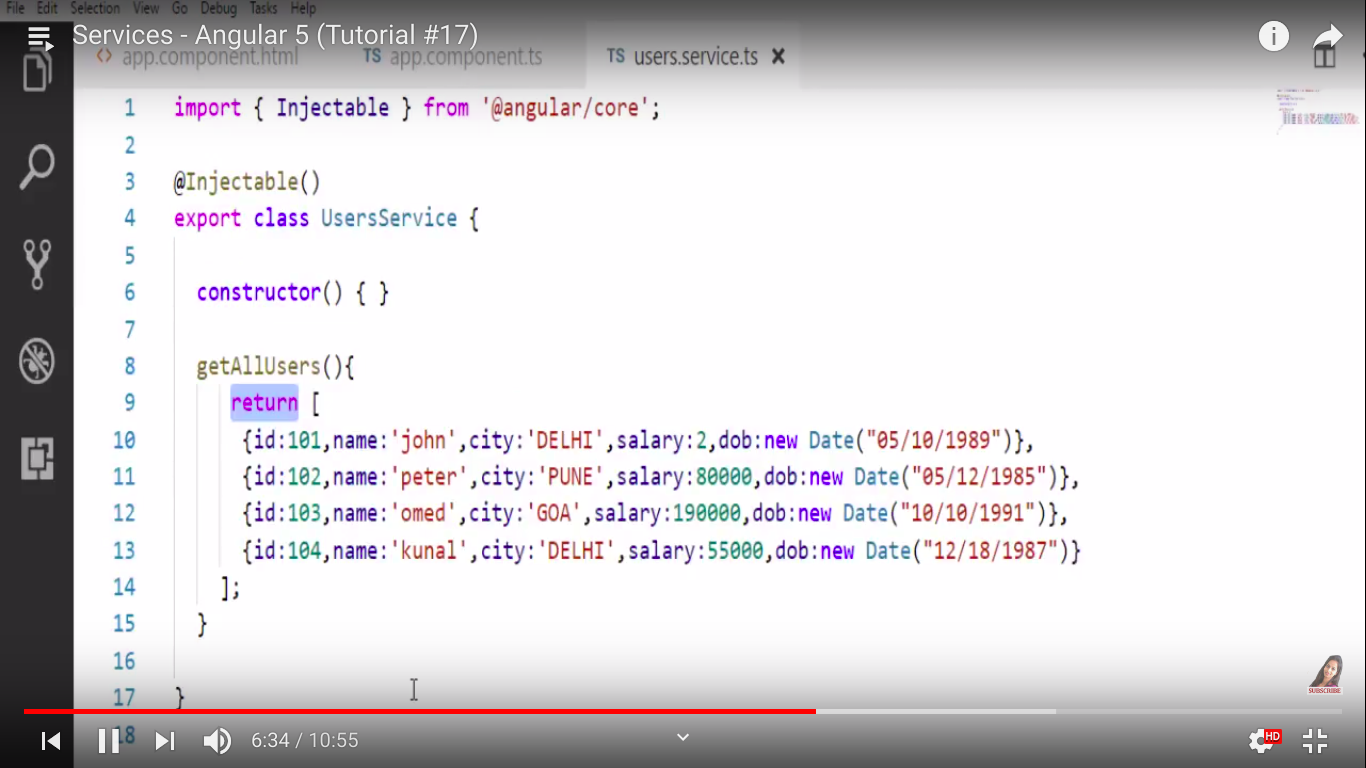 File Edit Selection View Go Debug Tasks Help
Services - Angular 5 (Tutorial #17)
<> app.component.html TS app.component.ts TS users.service.ts ×
1 import { Injectable } from '@angular/core';
2
3 @Injectable()
4 export class UsersService {
5
6 constructor() { }
7
8 getAllUsers(){
9 return [
10 {id:101,name:'john',city:'DELHI',salary:2,dob:new Date("05/10/1989")},
11 {id:102,name:'peter',city:'PUNE',salary:80000,dob:new Date("05/12/1985")},
12 {id:103,name:'omed',city:'GOA',salary:190000,dob:new Date("10/10/1991")},
13 {id:104,name:'kunal',city:'DELHI',salary:55000,dob:new Date("12/18/1987")}
14 ];
15 }
16
17 }
18
SUBSCRIBE
6:34 / 10:55
HD